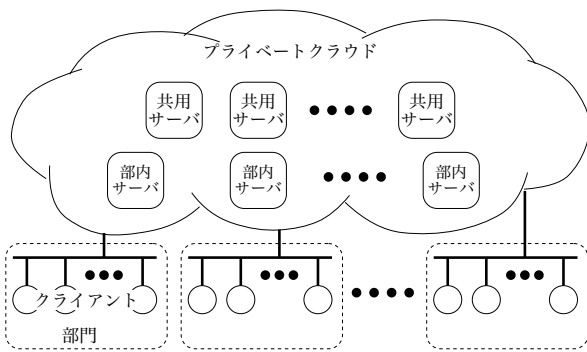 プライベートクラウド
共用
サーバ
共用
サーバ
共用
サーバ
部内
サーバ
部内
サーバ
部内
サーバ
クライアント
部門